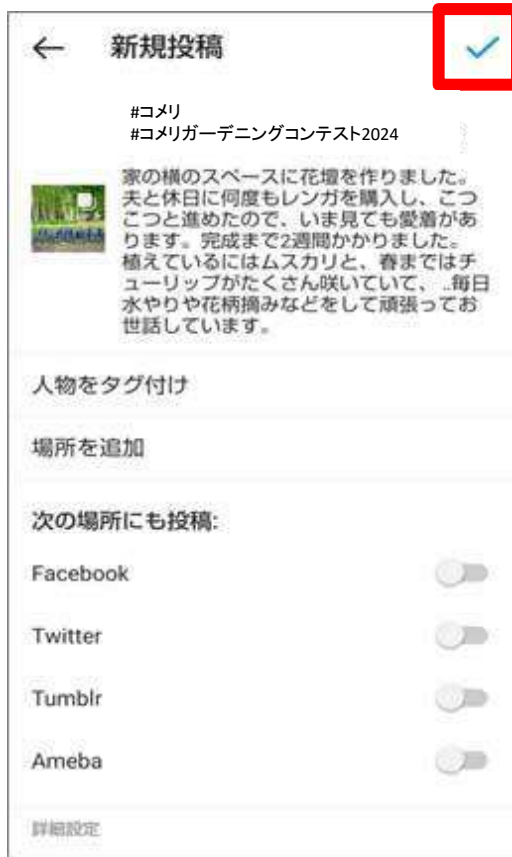 新規投稿
#コメリ
#コメリガーデニングコンテスト2024
家の横のスペースに花壇を作りました。
夫と休日に何度もレンガを購入し、こつ
こつと進めたので、いま見ても愛着があ
ります。完成まで2週間かかりました。
植えているにはムスカリと、春まではチ
ューリップがたくさん咲いていて、..毎日
水やりや花柄摘みなどをして頑張ってお
世話しています。
人物をタグ付け
場所を追加
次の場所にも投稿:
Facebook
Twitter
Tumblr
Ameba
詳細設定